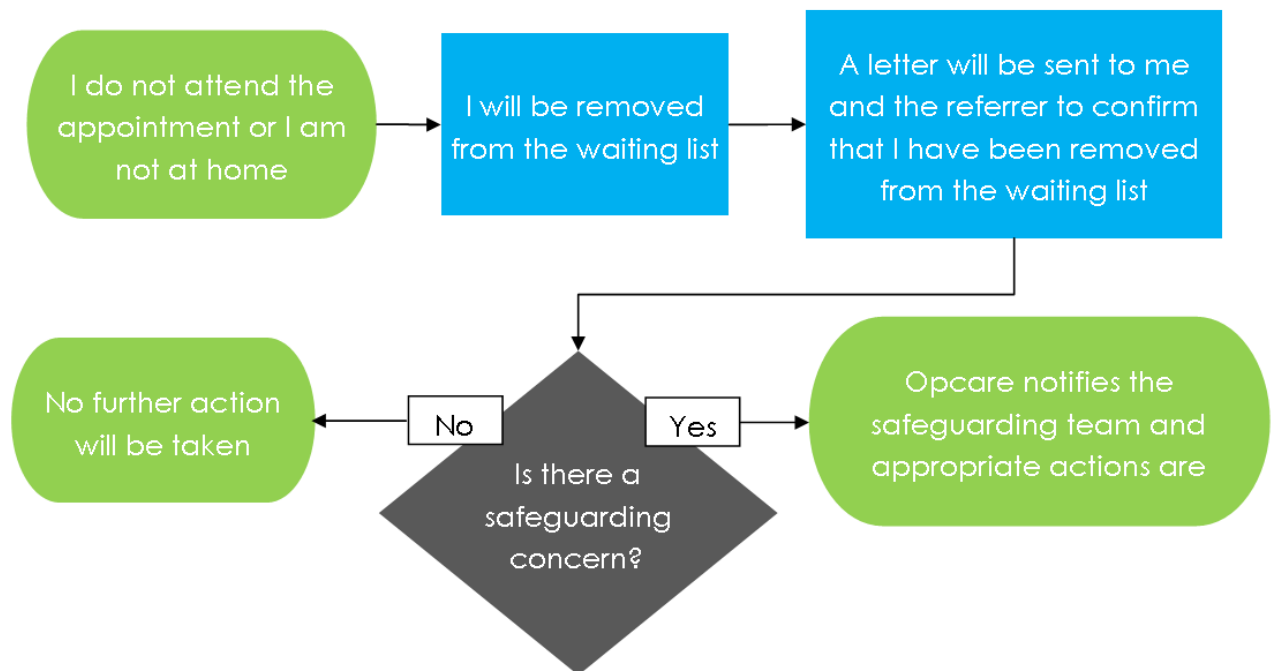 I do not attend the
appointment or I am
not at home
I will be removed
from the waiting list
A letter will be sent to me
and the referrer to confirm
that I have been removed
from the waiting list
No further action
will be taken
No
Is there a
safeguarding
concern?
Yes
Opcare notifies the
safeguarding team and
appropriate actions are